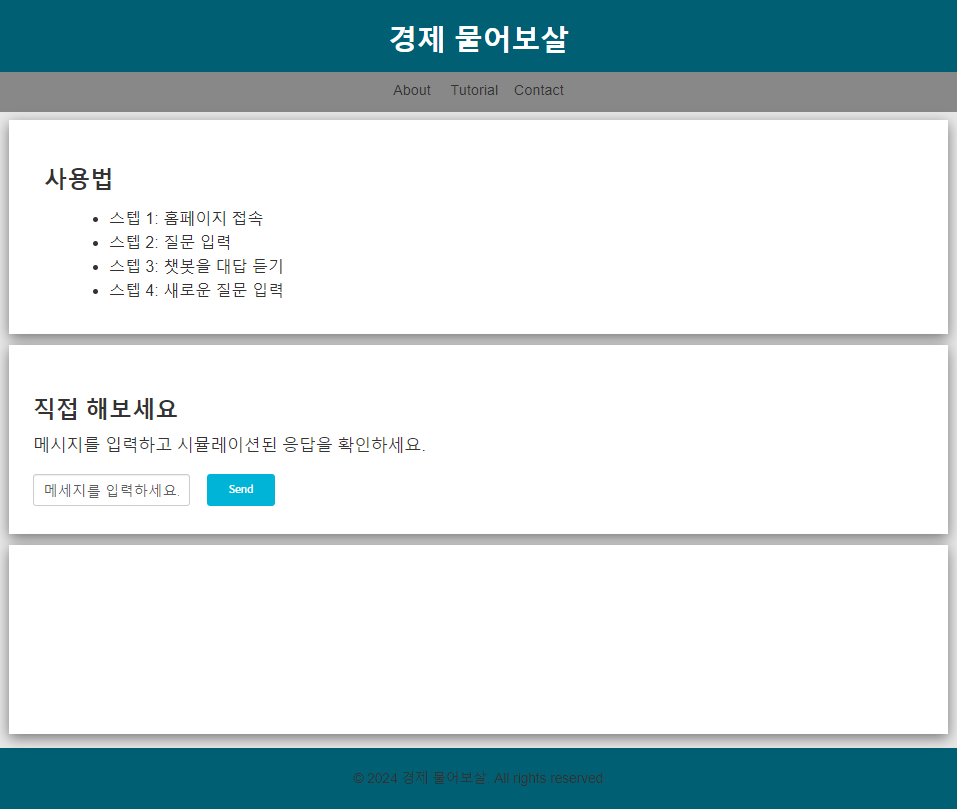 경제 물어보살
About Tutorial Contact
사용법
스텝 1: 홈페이지 접속
스텝 2: 질문 입력
스텝 3: 챗봇을 대답 듣기
스텝 4: 새로운 질문 입력
직접 해보세요
메시지를 입력하고 시뮬레이션된 응답을 확인하세요.
메세지를 입력하세요.
Send
© 2024 경제 물어보살. All rights reserved